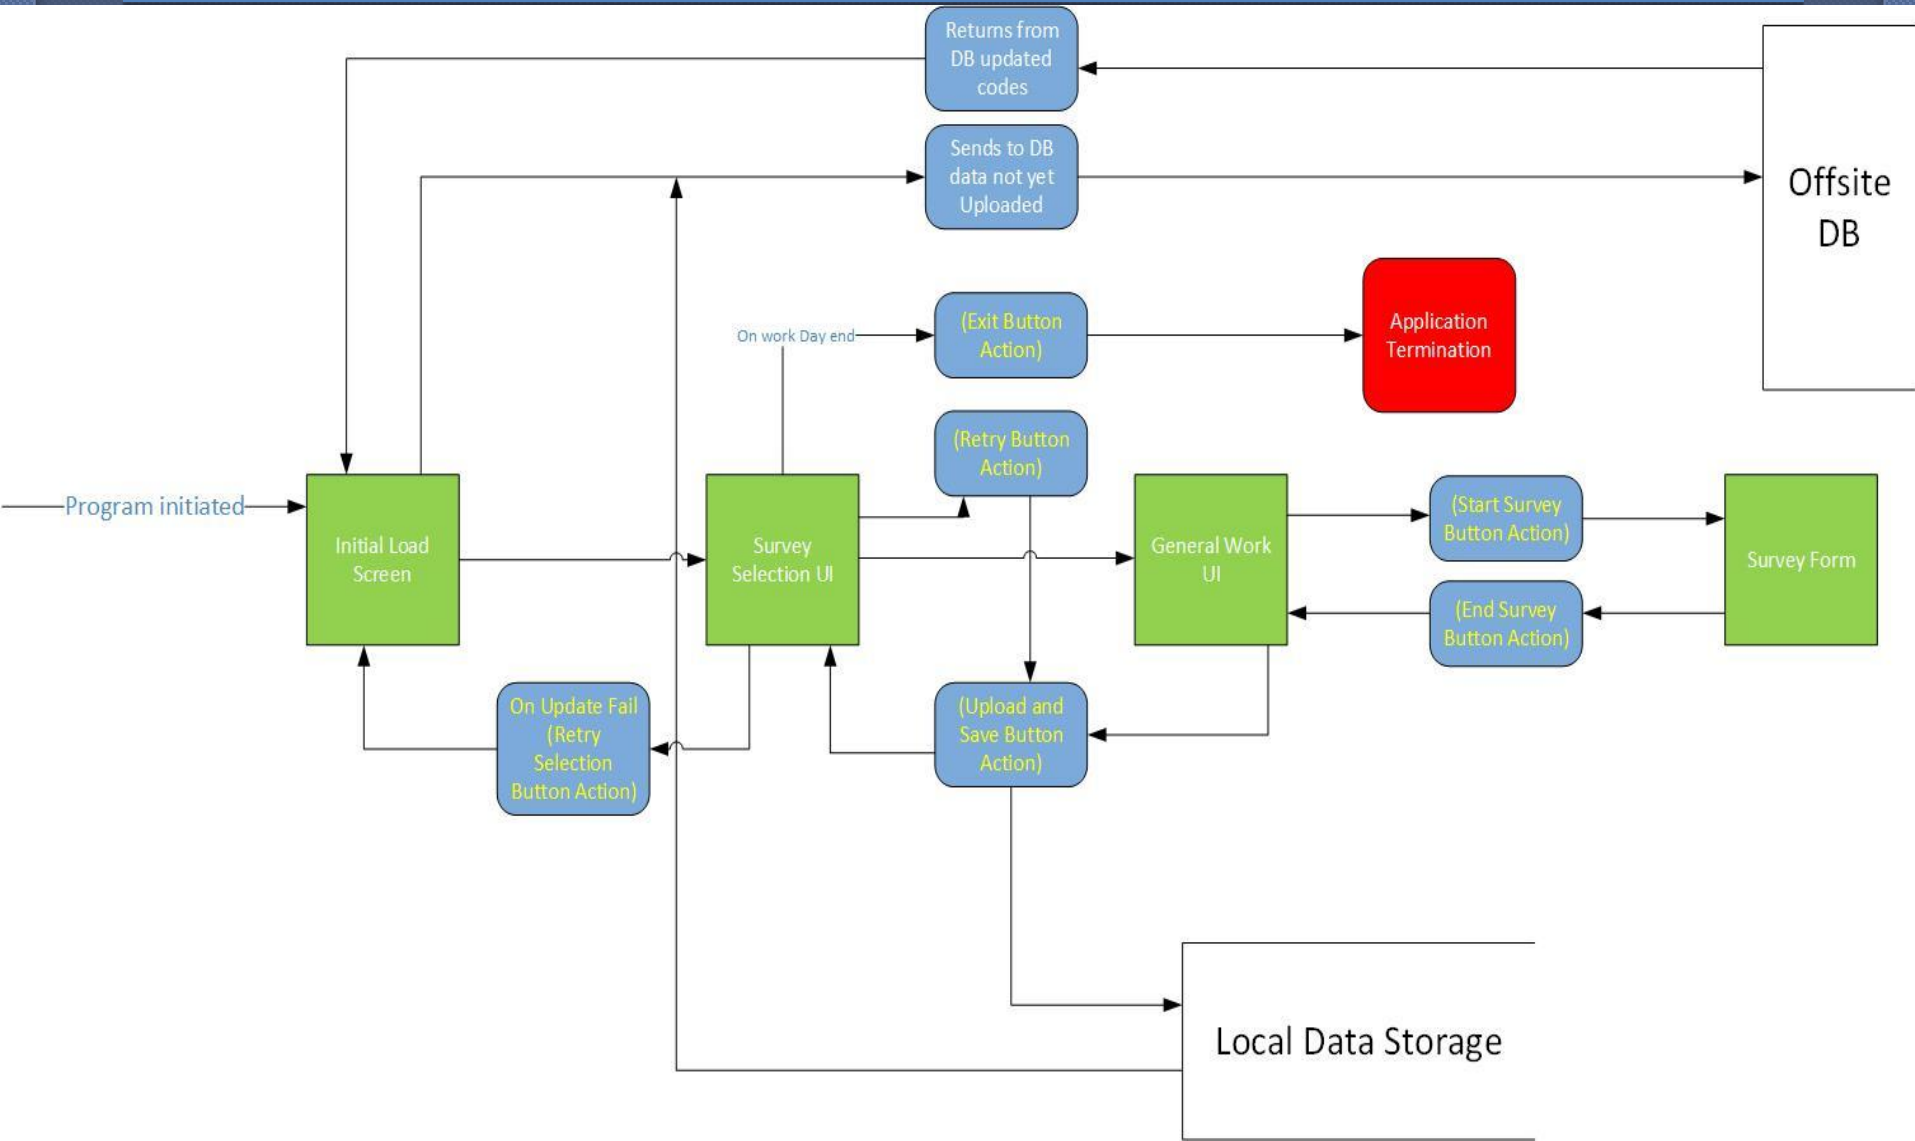 Returns from
DB updated
codes
Sends to DB
data not yet
Uploaded
Offsite
DB
On work Day end
(Exit Button
Action)
Application
Termination
(Retry Button
Action)
Program initiated
Initial Load
Screen
Survey
Selection UI
General Work
UI
(Start Survey
Button Action)
Survey Form
(End Survey
Button Action)
On Update Fail
(Retry
Selection
Button Action)
(Upload and
Save Button
Action)
Local Data Storage